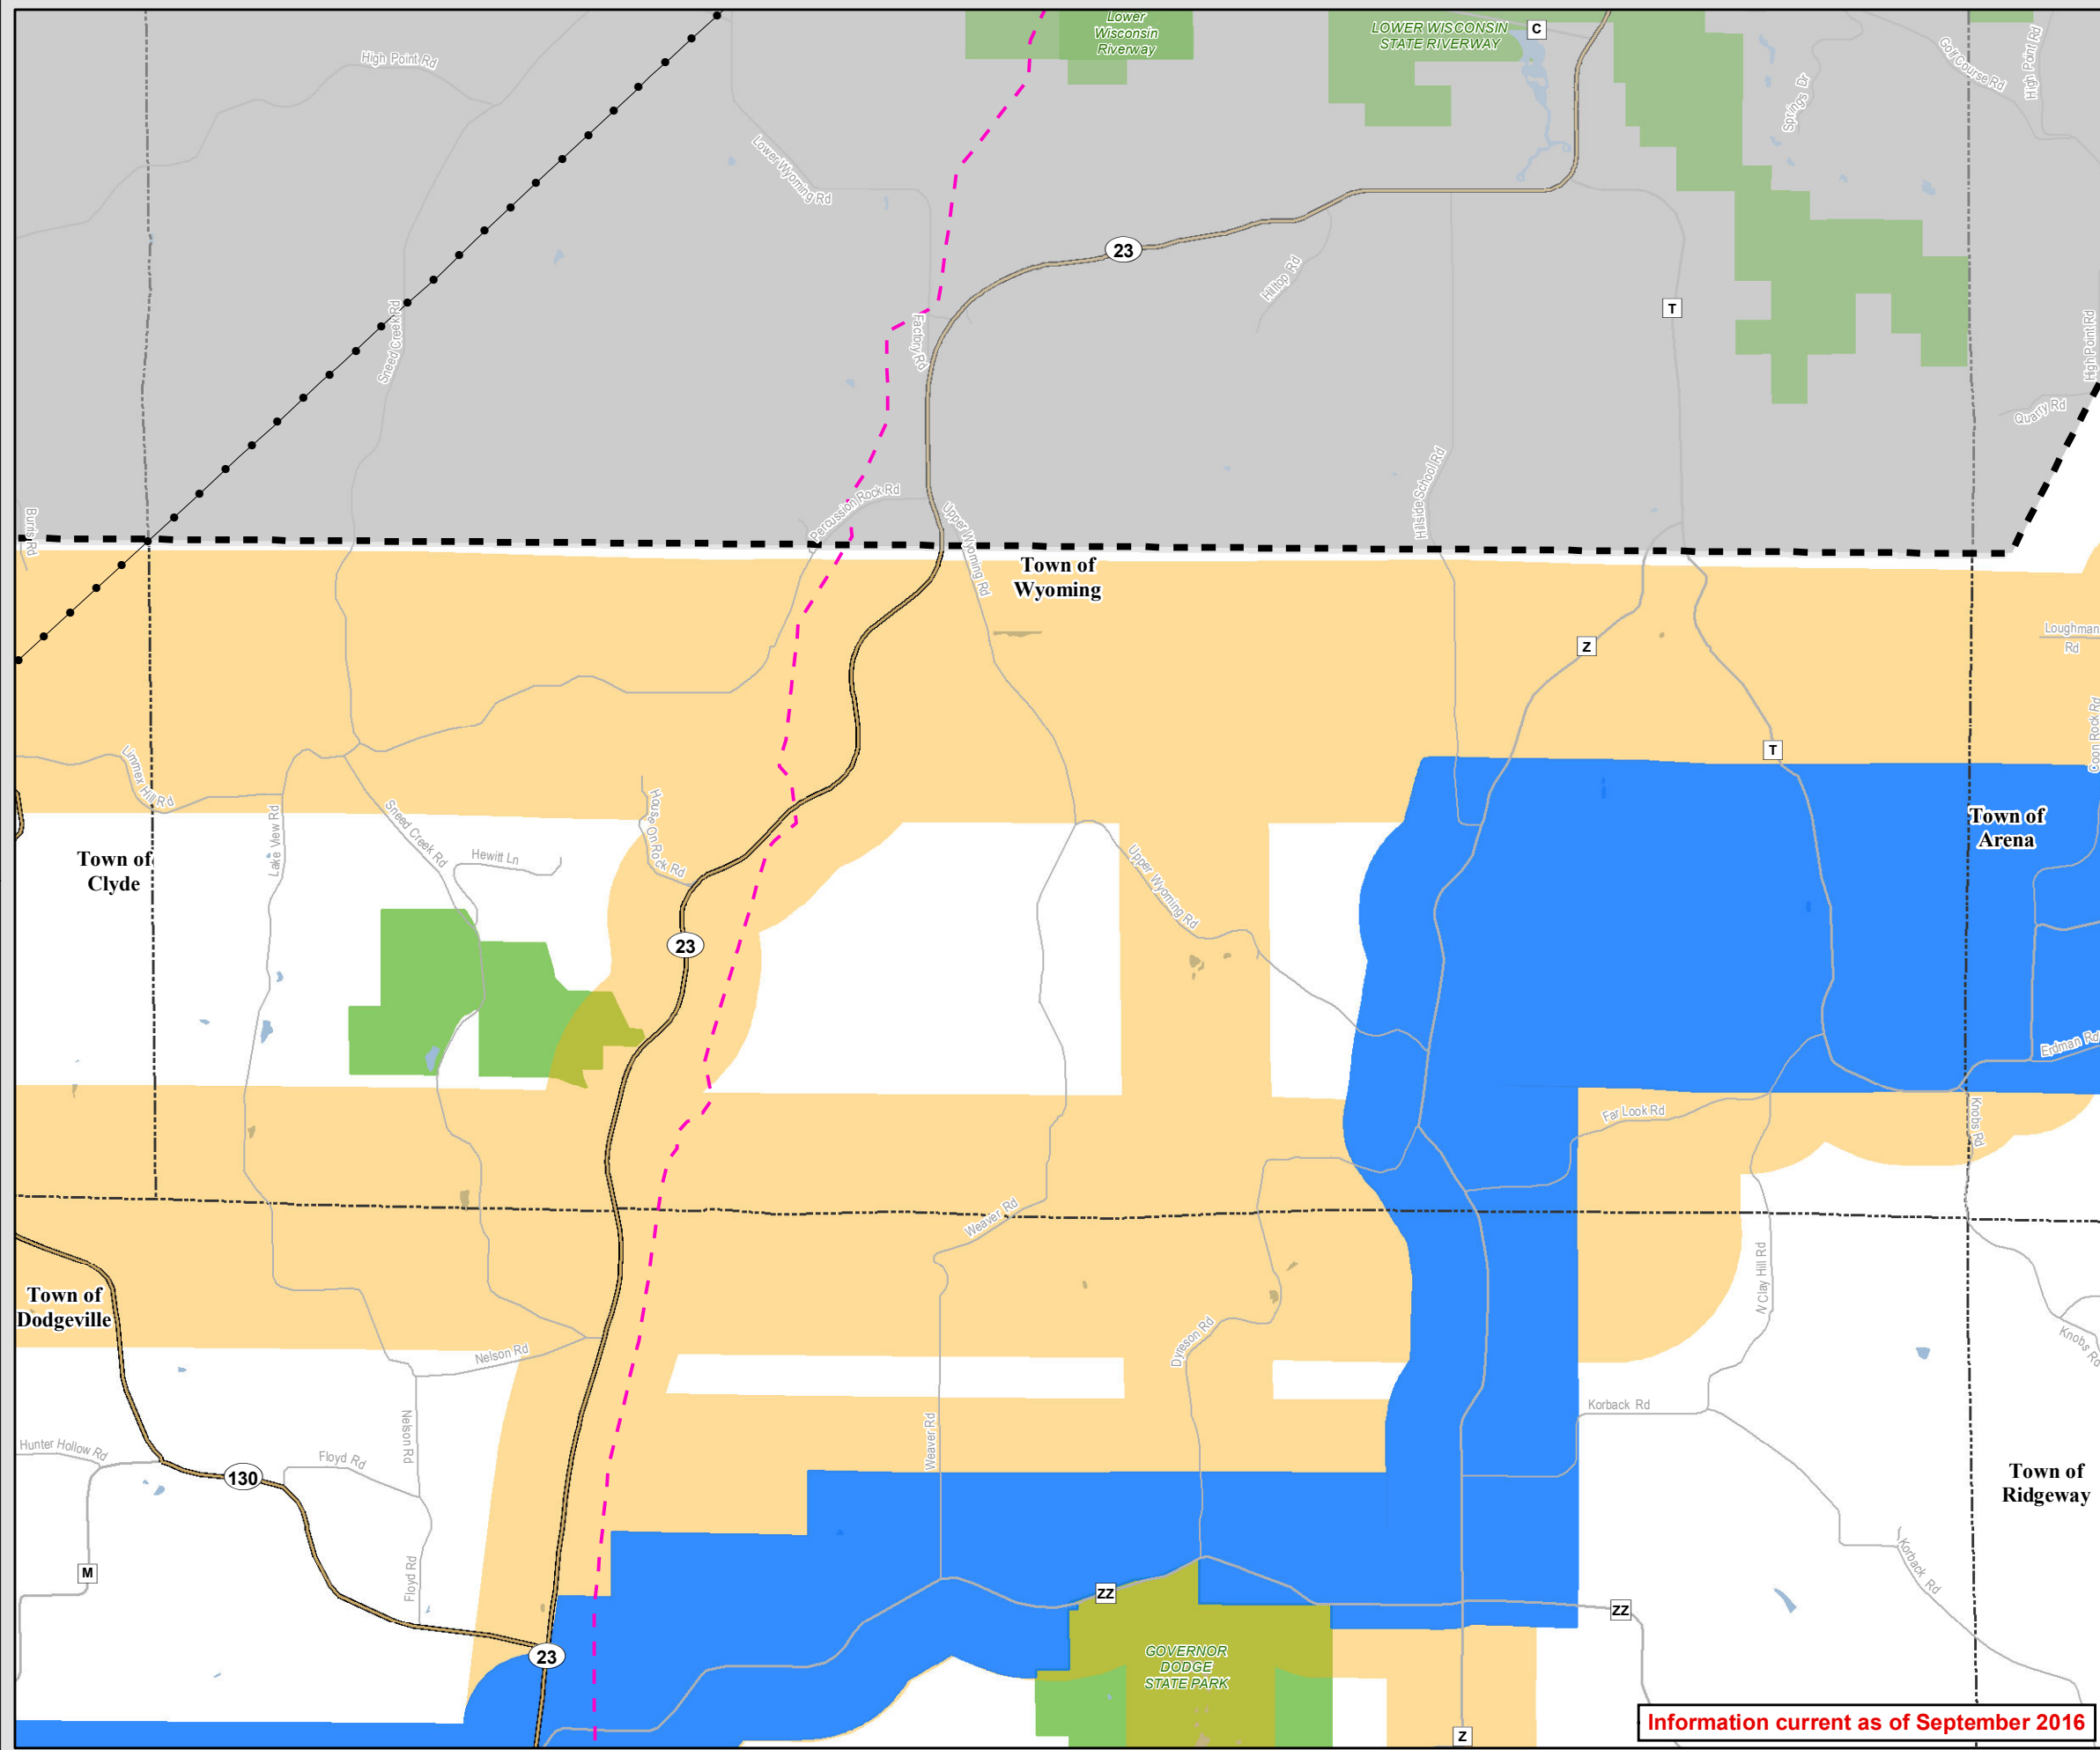 Lower
Wisconsin
Riverway
LOWER WISCONSIN
STATE RIVERWAY
C
High Point Rd
Golf Course Rd
High Point Rd
Springs Dr
Lower Wyoming Rd
23
Hilltop Rd
T
Sneed Creek Rd
Factory Rd
High Point Rd
Quarry Rd
Percussion Rock Rd
Hillside School Rd
Burns Rd
Upper Wyoming Rd
Town of
Wyoming
Z
Loughman
Rd
Coon Rock Rd
T
Limmex Hill Rd
Lake View Rd
Sneed Creek Rd
House On Rock Rd
Town of
Arena
Town of
Clyde
Hewitt Ln
Upper Wyoming Rd
23
Erdman Rd
Far Look Rd
Knobs Rd
Weaver Rd
N Clay Hill Rd
Town of
Dodgeville
Knobs Rd
Dyreson Rd
Nelson Rd
Korback Rd
Nelson Rd
Weaver Rd
Hunter Hollow Rd
Floyd Rd
130
Town of
Ridgeway
M
Floyd Rd
Korback Rd
ZZ
ZZ
23
GOVERNOR
DODGE
STATE PARK
Information current as of September 2016
Z